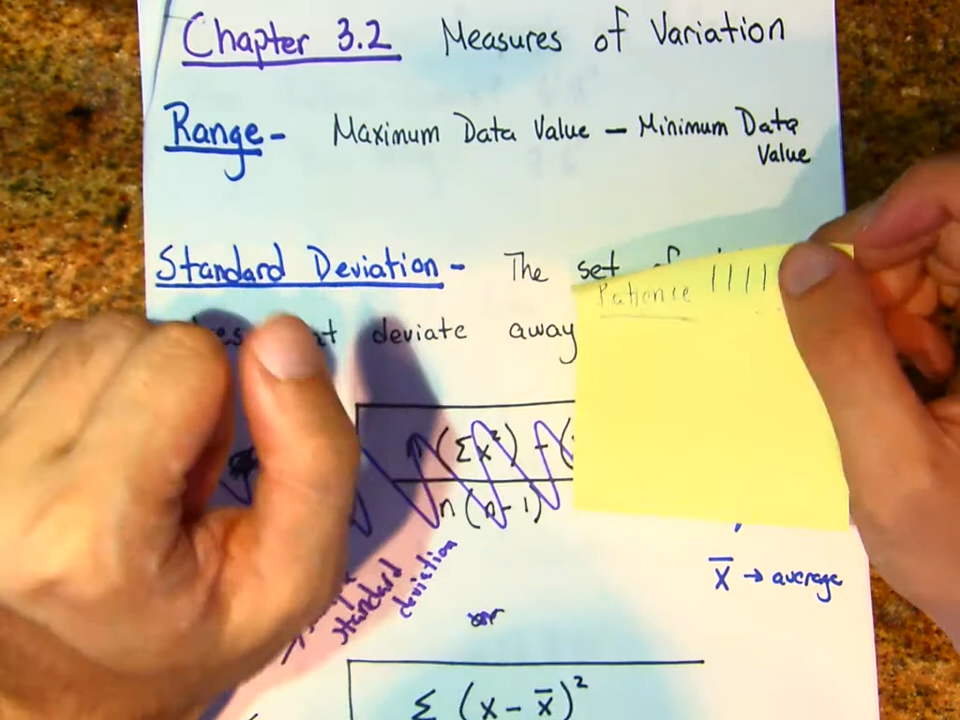 Chapter 3.2 Measures of Variation
Range - Maximum Data Value - Minimum Data
Value
Standard Deviation - The set of
Patience !!!!
deviate away
(Σx²) - (
n(n-1)
x̄ → average
standard
deviation
or
Σ (x - x̄)²